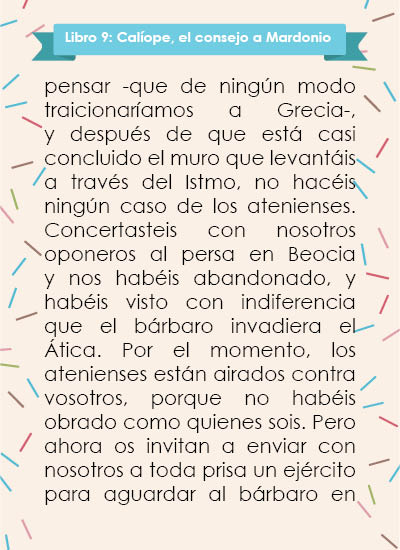 Libro 9: Calíope, el consejo a Mardonio
pensar -que de ningún modo
traicionaríamos a Grecia-,
y después de que está casi
concluido el muro que levantáis
a través del Istmo, no hacéis
ningún caso de los atenienses.
Concertasteis con nosotros
oponeros al persa en Beocia
y nos habéis abandonado, y
habéis visto con indiferencia
que el bárbaro invadiera el
Ática. Por el momento, los
atenienses están airados contra
vosotros, porque no habéis
obrado como quienes sois. Pero
ahora os invitan a enviar con
nosotros a toda prisa un ejército
para aguardar al bárbaro en